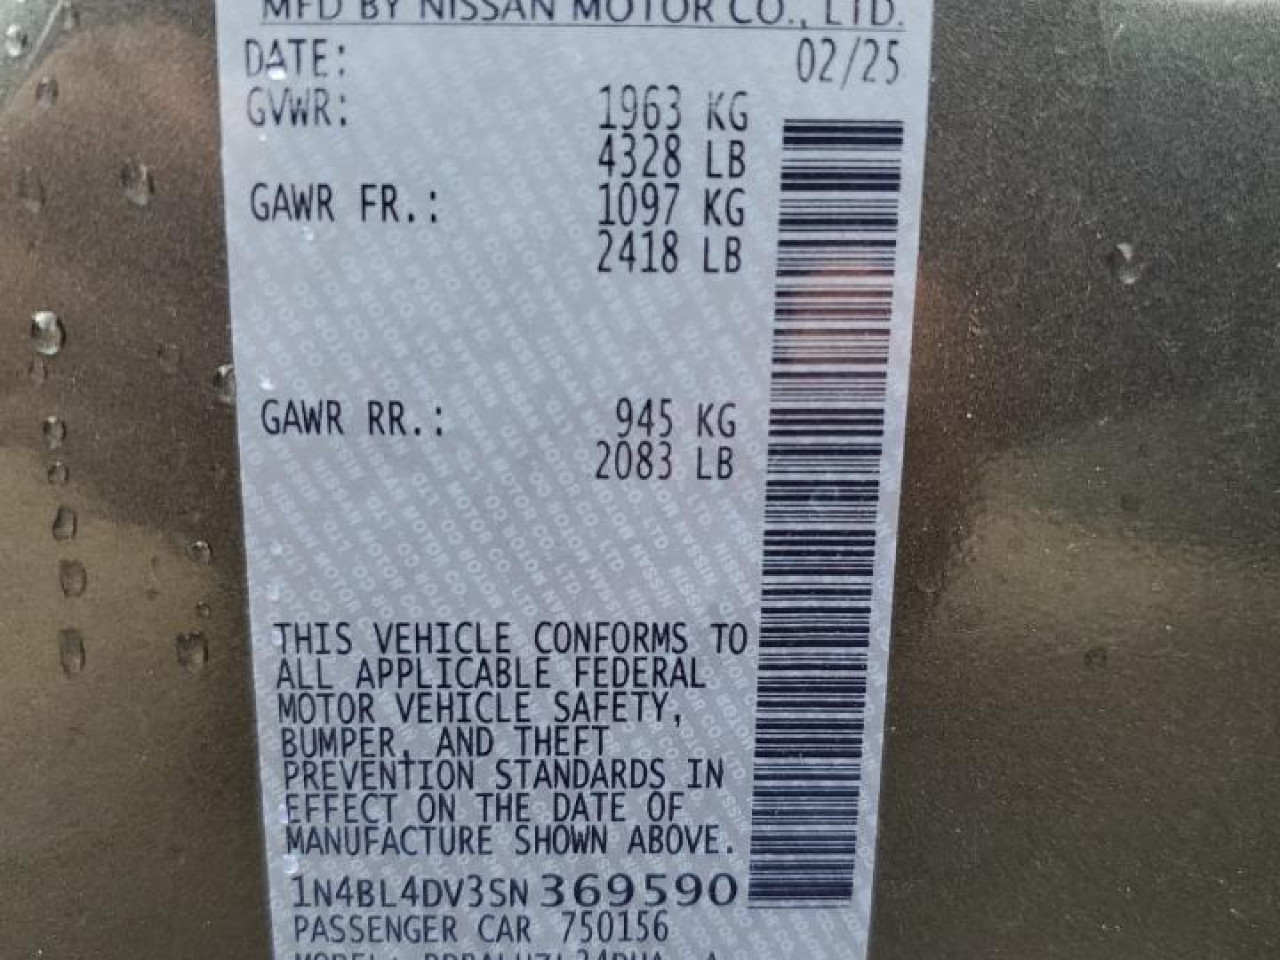 MFD BY NISSAN MOTOR CO., LTD.
DATE: 02/25
GVWR: 1963 KG
4328 LB
GAWR FR.: 1097 KG
2418 LB
GAWR RR.: 945 KG
2083 LB
THIS VEHICLE CONFORMS TO
ALL APPLICABLE FEDERAL
MOTOR VEHICLE SAFETY,
BUMPER, AND THEFT
PREVENTION STANDARDS IN
EFFECT ON THE DATE OF
MANUFACTURE SHOWN ABOVE.
1N4BL4DV3SN369590
PASSENGER CAR 750156
MODEL: